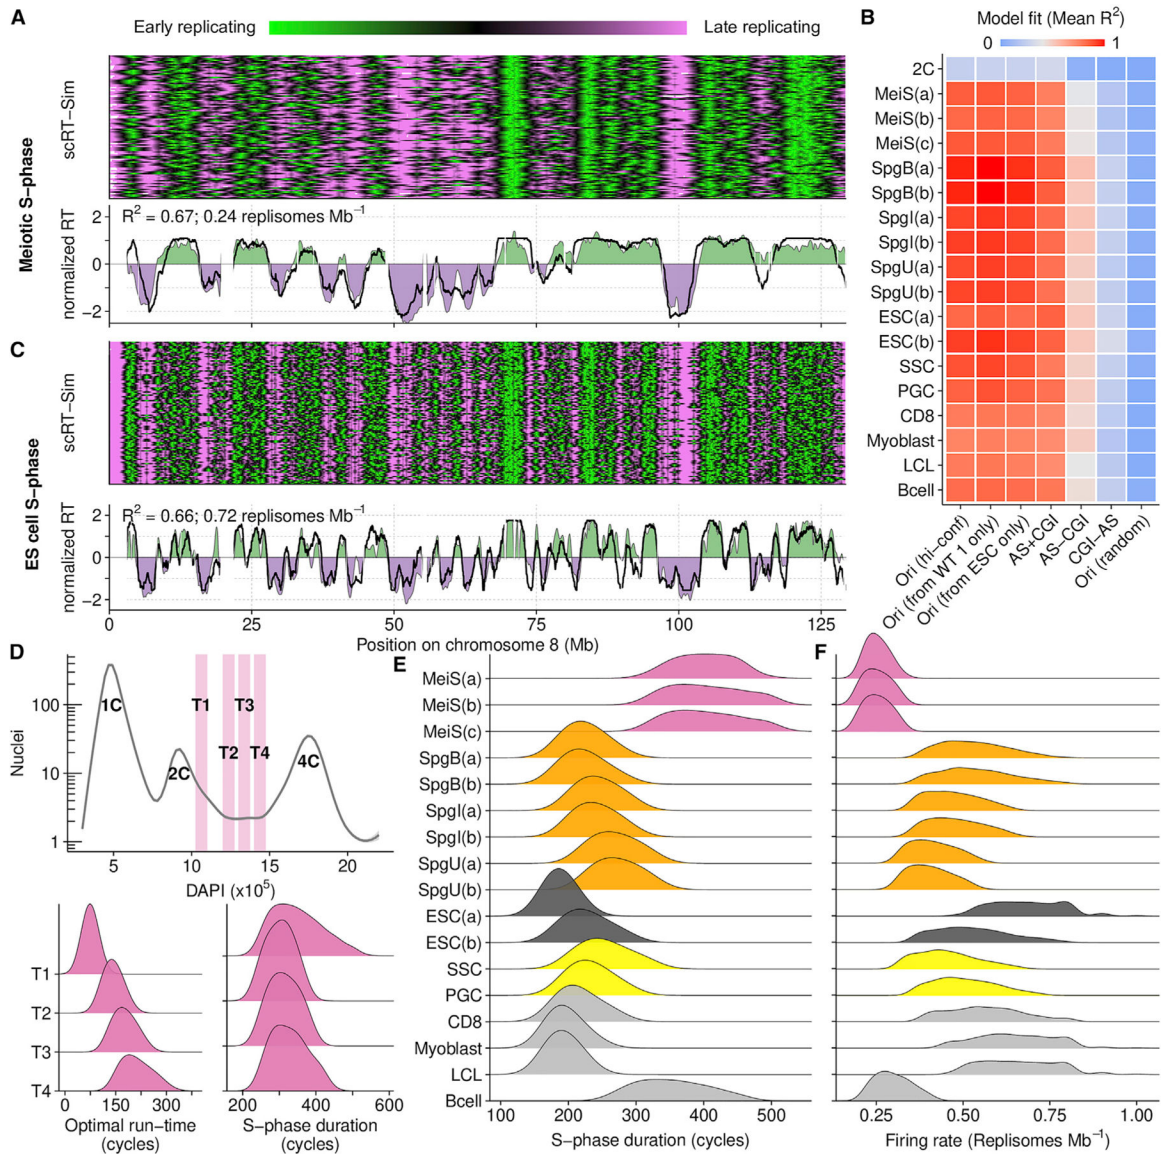 A
Early replicating
Late replicating
scRT−Sim
Meiotic S−phase
normalized RT
R² = 0.67; 0.24 replisomes Mb⁻¹
2
0
−2
25
50
75
100
125
B
Model fit (Mean R²)
0
1
2C
MeiS(a)
MeiS(b)
MeiS(c)
SpgB(a)
SpgB(b)
SpgI(a)
SpgI(b)
SpgU(a)
SpgU(b)
ESC(a)
ESC(b)
SSC
PGC
CD8
Myoblast
LCL
Bcell
Ori (hi−conf)
Ori (from WT 1 only)
Ori (from ESC only)
AS+CGI
AS−CGI
CGI−AS
Ori (random)
C
scRT−Sim
ES cell S−phase
normalized RT
R² = 0.66; 0.72 replisomes Mb⁻¹
2
0
−2
0
25
50
75
100
125
Position on chromosome 8 (Mb)
D
Nuclei
100
10
1
1C
2C
T1
T2
T3
T4
4C
5
10
15
20
DAPI (x10⁵)
T1
T2
T3
T4
0
150
300
Optimal run−time
(cycles)
200
400
600
S−phase duration
(cycles)
E
MeiS(a)
MeiS(b)
MeiS(c)
SpgB(a)
SpgB(b)
SpgI(a)
SpgI(b)
SpgU(a)
SpgU(b)
ESC(a)
ESC(b)
SSC
PGC
CD8
Myoblast
LCL
Bcell
100
200
300
400
500
S−phase duration (cycles)
F
0.25
0.50
0.75
1.00
Firing rate (Replisomes Mb⁻¹)